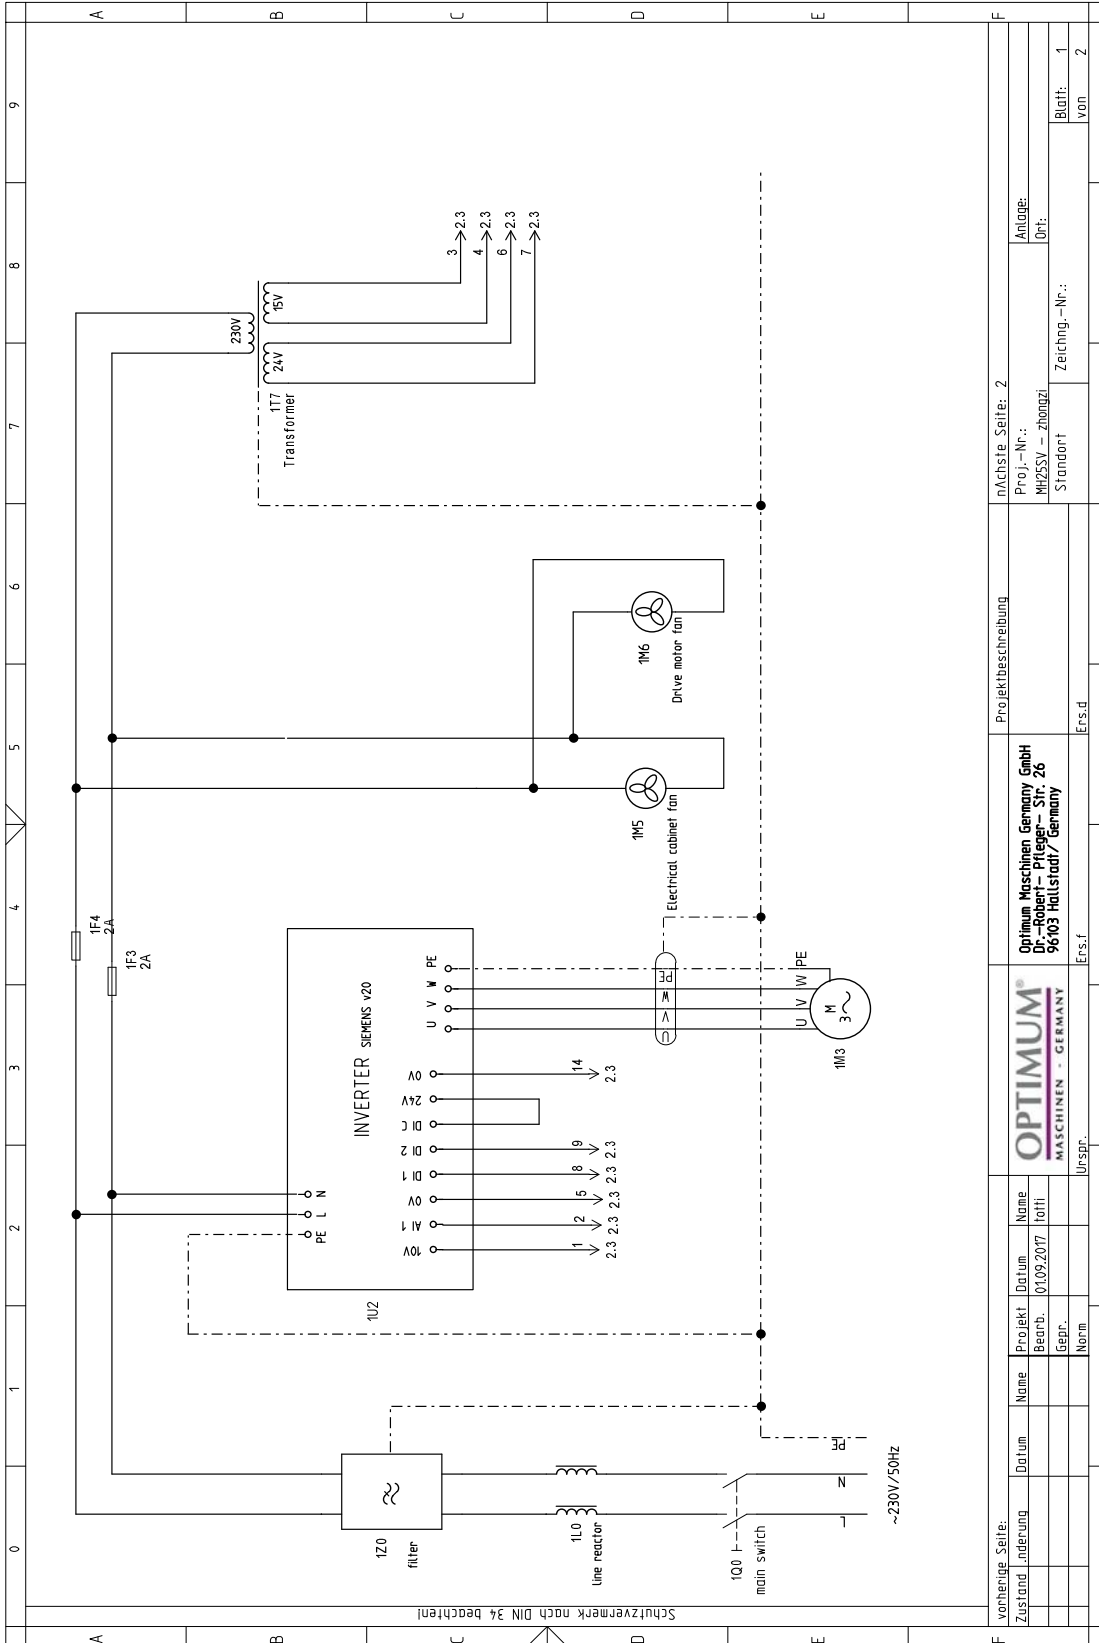 0 1 2 3 4 5 6 7 8 9
A
B
C
D
E
F
A
B
C
D
E
F
Schutzvermerk nach DIN 34 beachten!
1F4
2A
1F3
2A
230V
24V
15V
1T7
Transformer
3 2.3
4 2.3
6 2.3
7 2.3
PE L N
INVERTER SIEMENS v20
1U2
10V AI 1 0V DI 1 DI 2 DI C 24V 0V U V W PE
1 2 5 8 9 14
2.3 2.3 2.3 2.3 2.3 2.3
1Z0
filter
1L0
line reactor
1Q0
main switch
L N PE
~230V/50Hz
U V W PE
U V W PE
M
3~
1M3
1M5
Electrical cabinet fan
1M6
Drive motor fan
vorherige Seite:
nÄchste Seite: 2
Zustand .nderung Datum Name
Projekt Datum Name
Bearb. 01.09.2017 totti
Gepr.
Norm
Urspr.
Ers.f
Ers.d
OPTIMUM®
MASCHINEN - GERMANY
Optimum Maschinen Germany GmbH
Dr.-Robert- Pfleger- Str. 26
96103 Hallstadt/ Germany
Projektbeschreibung
Proj.-Nr.:
MH25SV - zhongzi
Standort
Zeichng.-Nr.:
Anlage:
Ort:
Blatt: 1
von 2